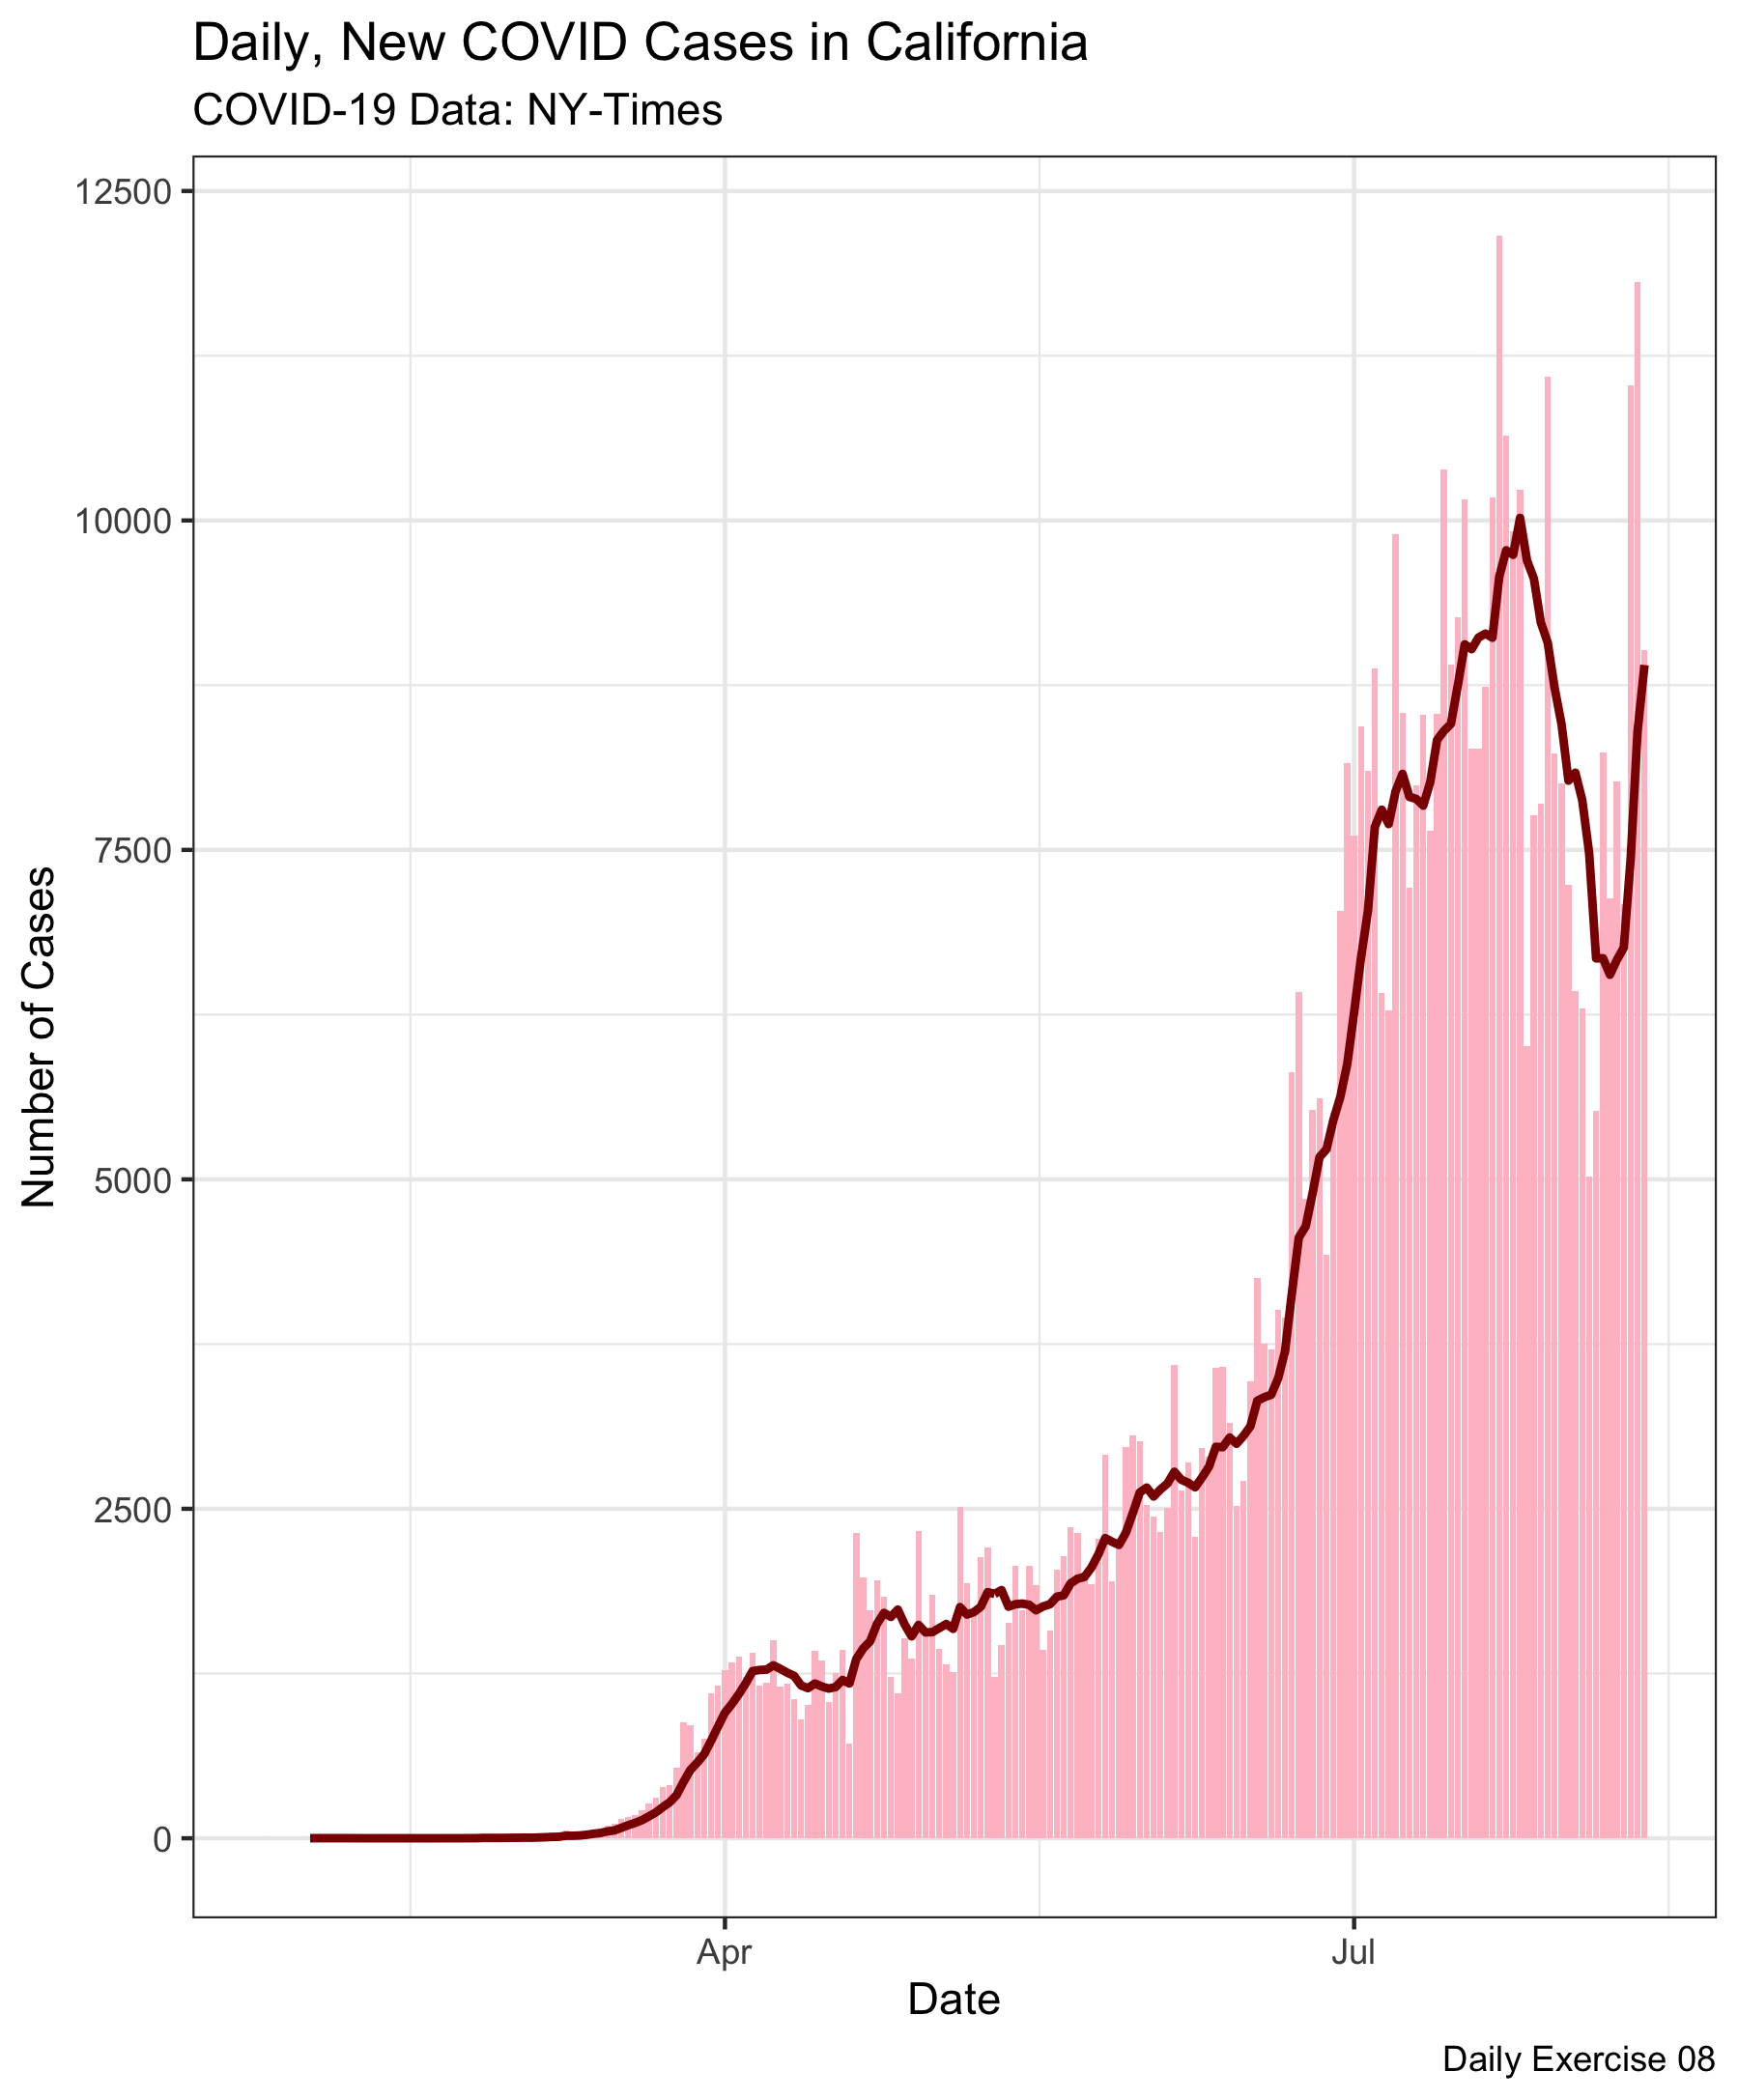 Daily, New COVID Cases in California
COVID-19 Data: NY-Times
12500
10000
7500
5000
2500
0
Number of Cases
Apr
Jul
Date
Daily Exercise 08